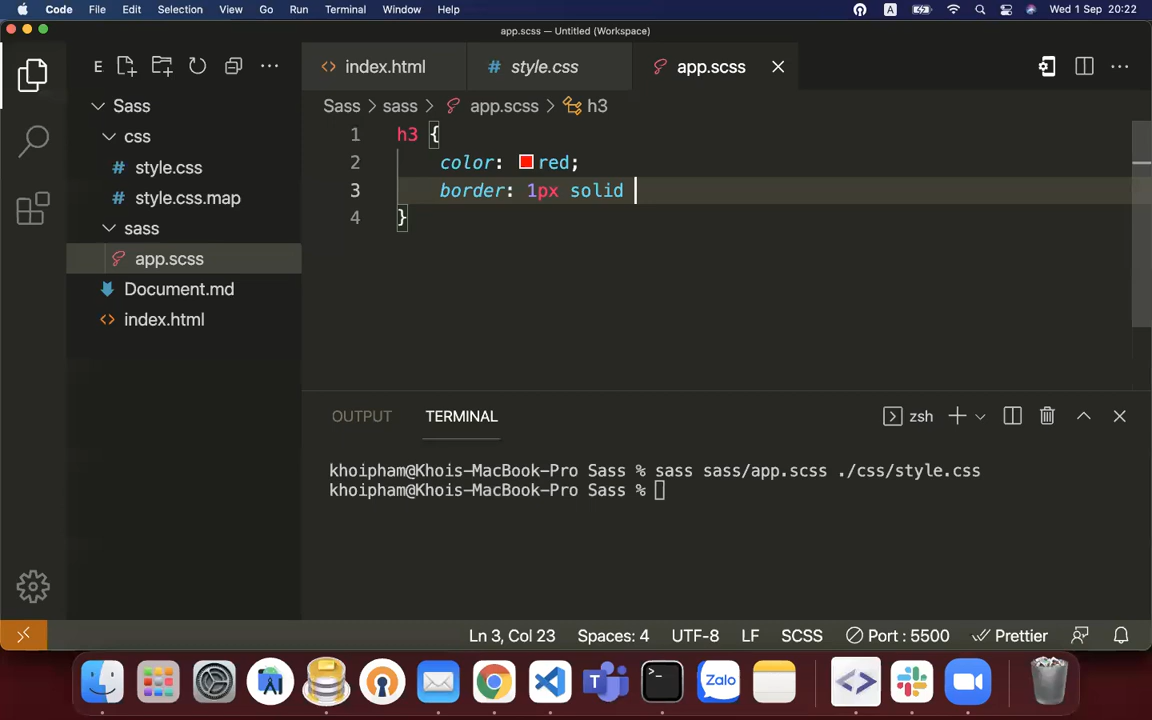 Code File Edit Selection View Go Run Terminal Window Help A Wed 1 Sep 20:22
app.scss — Untitled (Workspace)
E ··· index.html style.css app.scss ···
Sass Sass > sass > app.scss > h3
css
style.css
style.css.map
sass
app.scss
Document.md
index.html
1 h3 {
2 color: red;
3 border: 1px solid
4 }
OUTPUT TERMINAL zsh
khoipham@Khois-MacBook-Pro Sass % sass sass/app.scss ./css/style.css
khoipham@Khois-MacBook-Pro Sass %
Ln 3, Col 23 Spaces: 4 UTF-8 LF SCSS Port : 5500 Prettier
Zalo